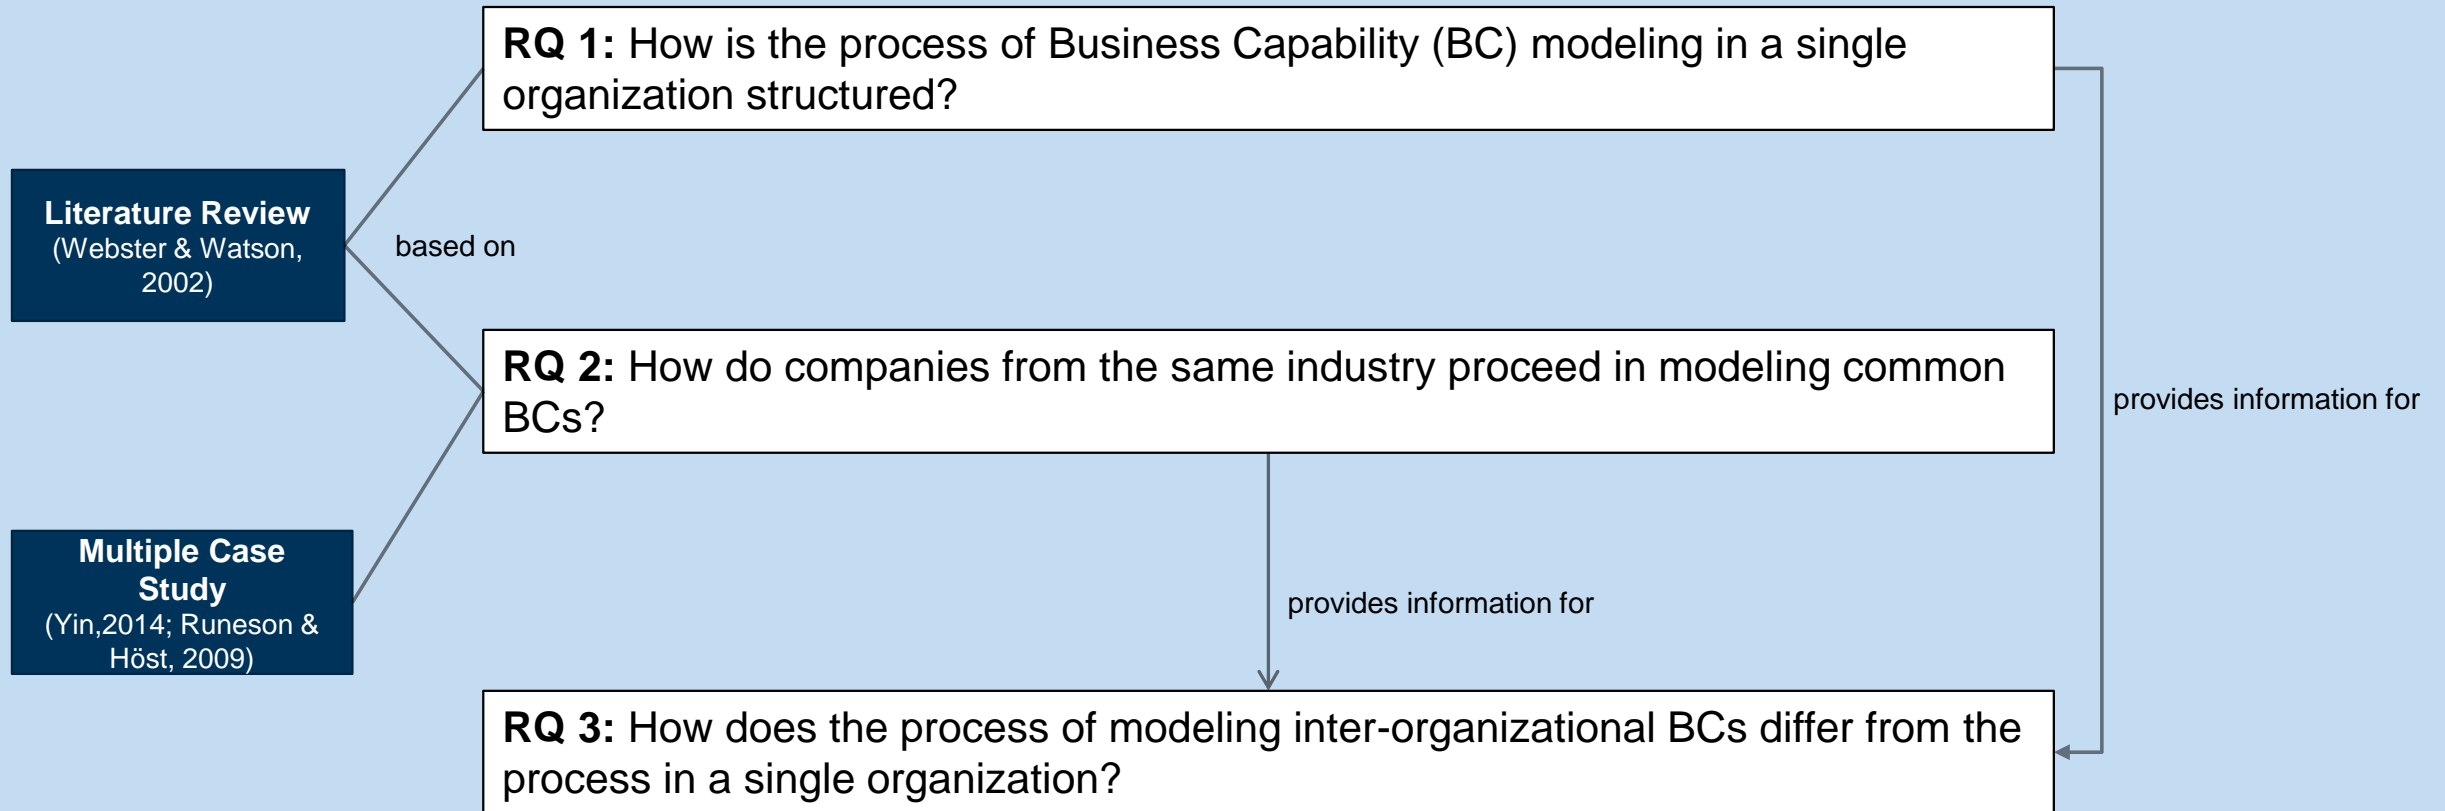 RQ 1: How is the process of Business Capability (BC) modeling in a single
organization structured?
Literature Review
(Webster & Watson,
2002)
based on
RQ 2: How do companies from the same industry proceed in modeling common
BCs?
provides information for
Multiple Case
Study
(Yin,2014; Runeson &
Höst, 2009)
provides information for
RQ 3: How does the process of modeling inter-organizational BCs differ from the
process in a single organization?